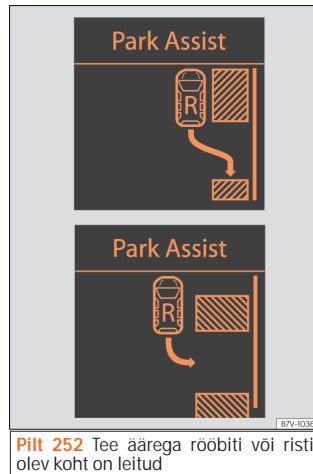 Park Assist
R
Park Assist
R
B7V-1036
Pilt 252 Tee äärega rööbiti või risti
olev koht on leitud